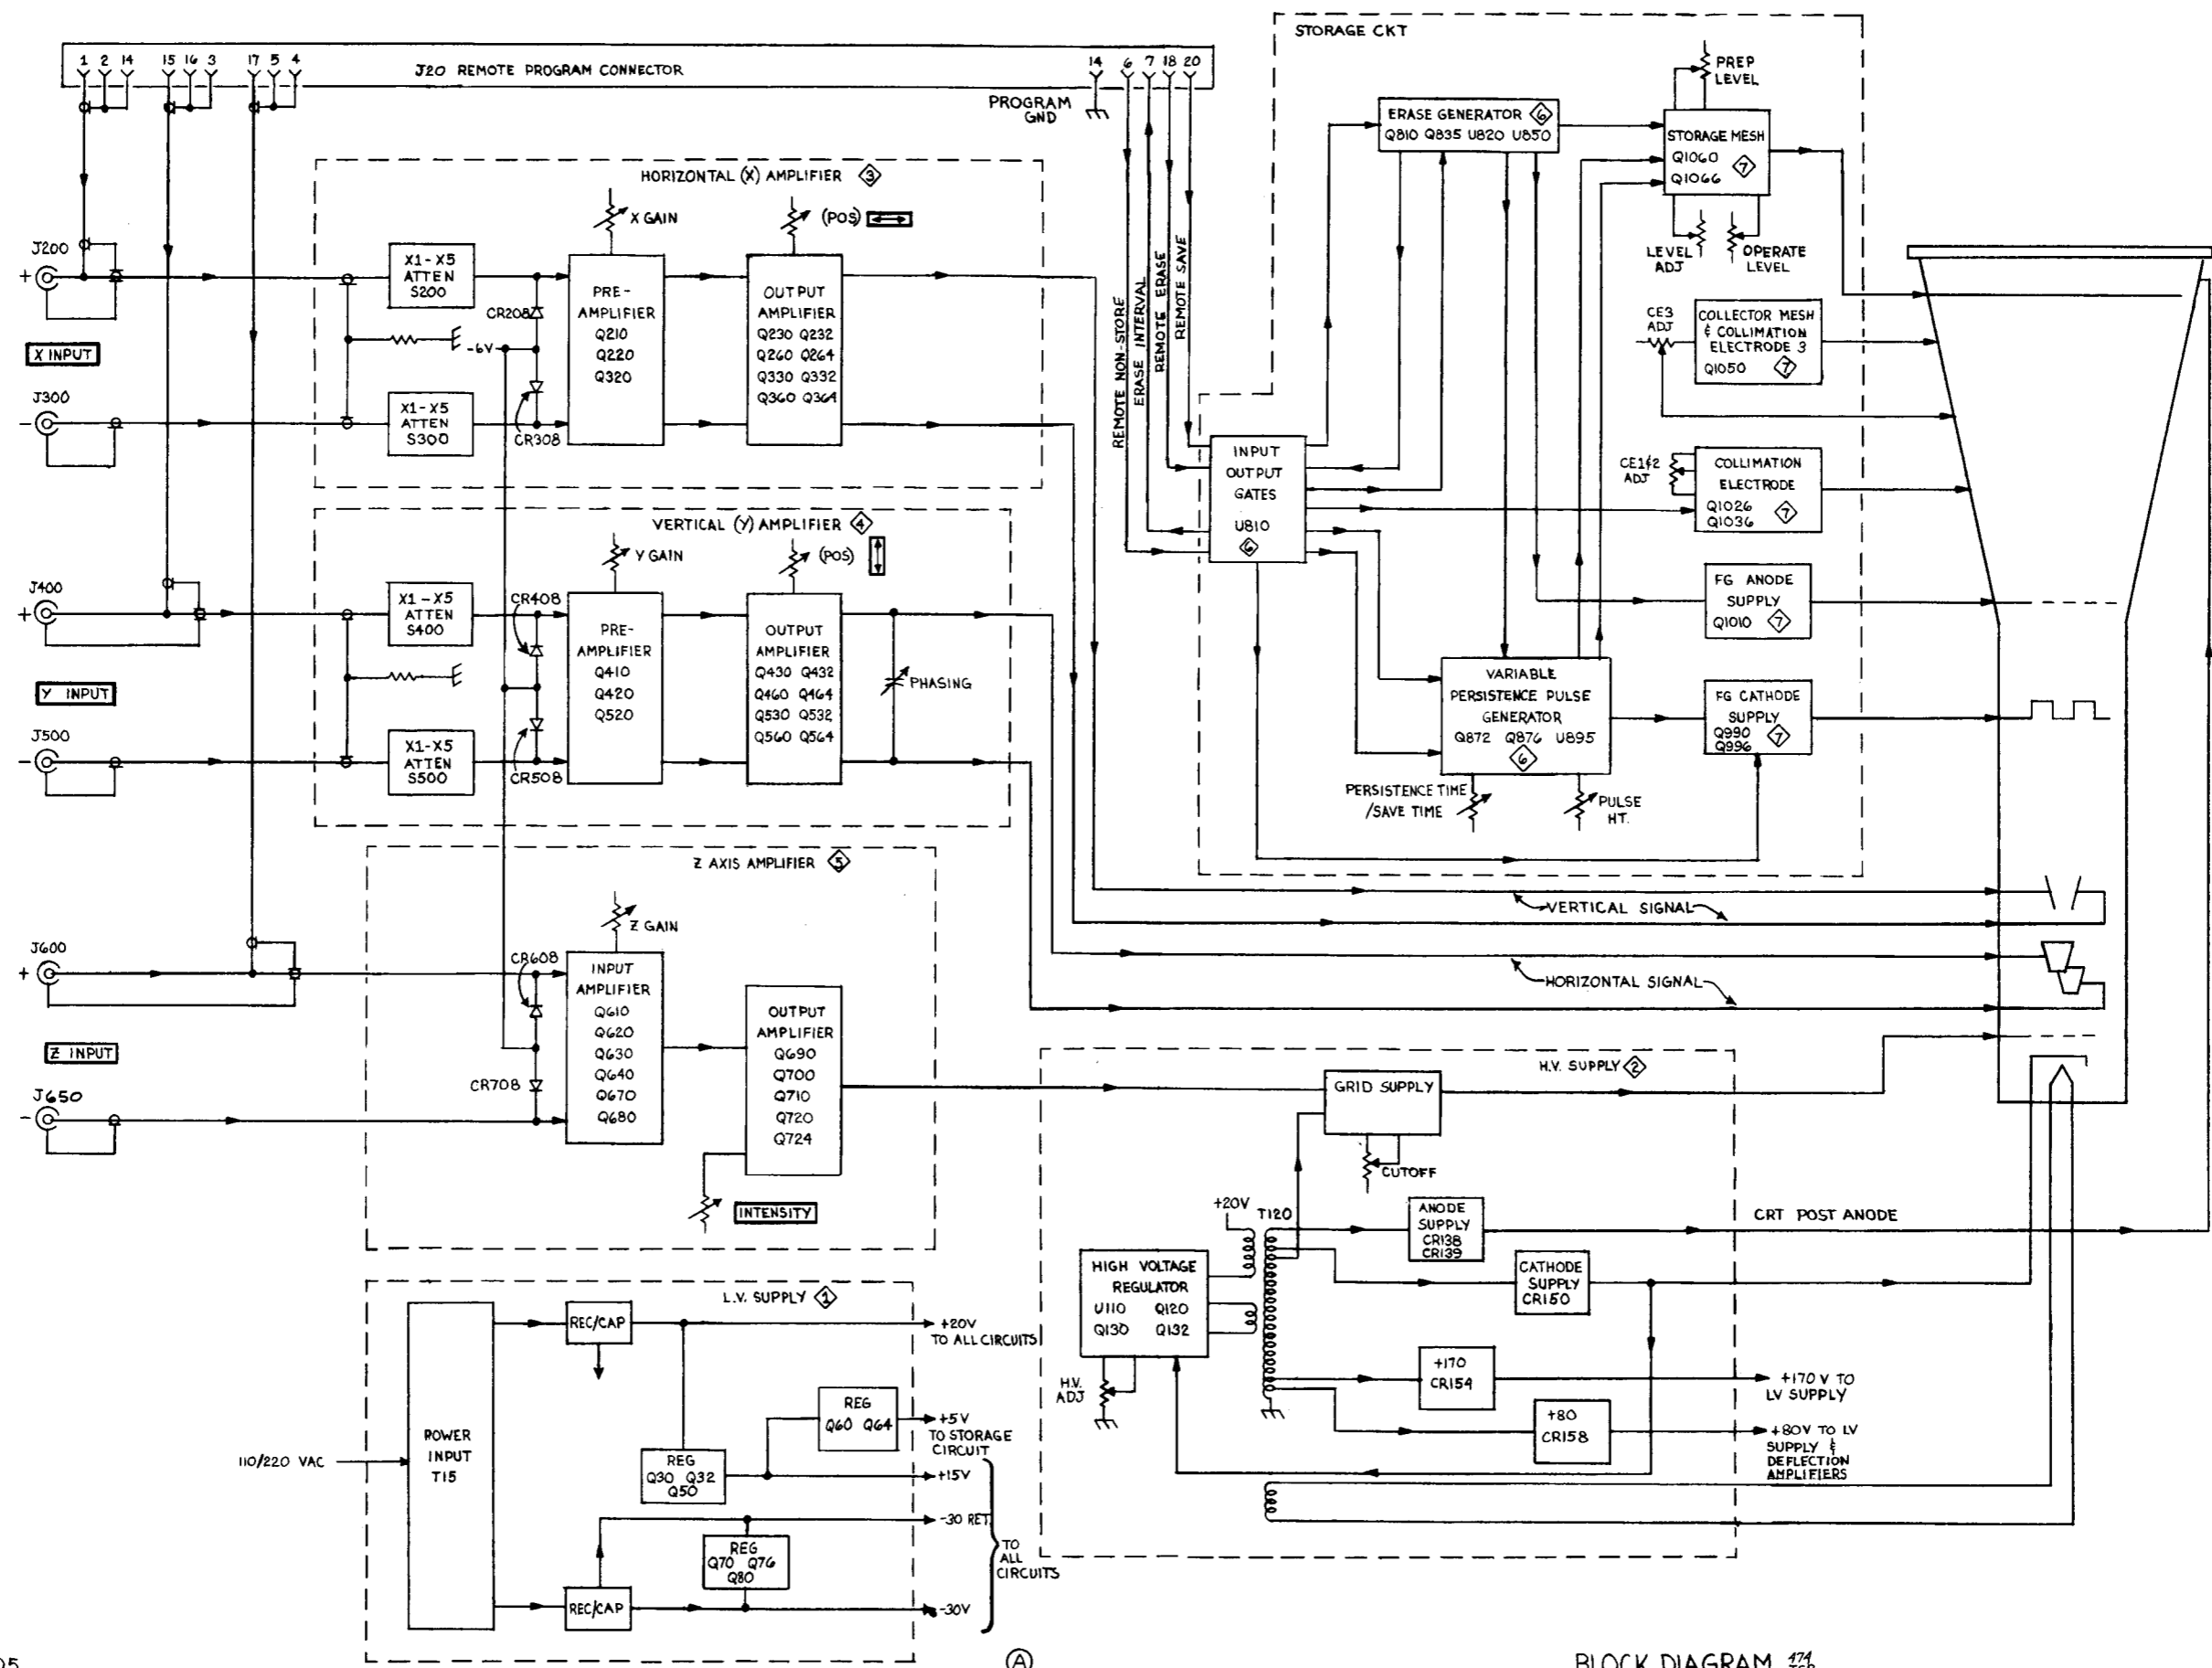 STORAGE CKT
1 2 14 15 16 3 17 5 4
J20 REMOTE PROGRAM CONNECTOR
14 6 7 18 20
PROGRAM
GND
PREP
LEVEL
ERASE GENERATOR 6
Q810 Q835 U820 U850
STORAGE MESH
Q1060
Q1066
7
LEVEL
ADJ
OPERATE
LEVEL
HORIZONTAL (X) AMPLIFIER 3
X GAIN
(POS)
J200
+
X1-X5
ATTEN
S200
CR208
-6V
PRE-
AMPLIFIER
Q210
Q220
Q320
OUTPUT
AMPLIFIER
Q230 Q232
Q260 Q264
Q330 Q332
Q360 Q364
X INPUT
J300
-
X1-X5
ATTEN
S300
CR308
REMOTE NON-STORE
ERASE INTERVAL
REMOTE ERASE
REMOTE SAVE
CE3
ADJ
COLLECTOR MESH
& COLLIMATION
ELECTRODE 3
Q1050 7
INPUT
OUTPUT
GATES
U810
6
CE1&2
ADJ
COLLIMATION
ELECTRODE
Q1026
Q1036 7
VERTICAL (Y) AMPLIFIER 4
Y GAIN
(POS)
J400
+
X1-X5
ATTEN
S400
CR408
PRE-
AMPLIFIER
Q410
Q420
Q520
OUTPUT
AMPLIFIER
Q430 Q432
Q460 Q464
Q530 Q532
Q560 Q564
PHASING
Y INPUT
J500
-
X1-X5
ATTEN
S500
CR508
FG ANODE
SUPPLY
Q1010 7
VARIABLE
PERSISTENCE PULSE
GENERATOR
Q872 Q876 U895
6
FG CATHODE
SUPPLY
Q990
Q996 7
PERSISTENCE TIME
/SAVE TIME
PULSE
HT.
Z AXIS AMPLIFIER 5
Z GAIN
VERTICAL SIGNAL
HORIZONTAL SIGNAL
J600
+
CR608
INPUT
AMPLIFIER
Q610
Q620
Q630
Q640
Q670
Q680
OUTPUT
AMPLIFIER
Q690
Q700
Q710
Q720
Q724
Z INPUT
J650
-
CR708
INTENSITY
H.V. SUPPLY 2
GRID SUPPLY
CUTOFF
+20V
T120
ANODE
SUPPLY
CR138
CR139
CRT POST ANODE
HIGH VOLTAGE
REGULATOR
U110 Q120
Q130 Q132
CATHODE
SUPPLY
CR150
H.V.
ADJ
+170
CR154
+170 V TO
LV SUPPLY
+80
CR158
+80V TO LV
SUPPLY &
DEFLECTION
AMPLIFIERS
L.V. SUPPLY 1
110/220 VAC
POWER
INPUT
T15
REC/CAP
+20V
TO ALL CIRCUITS
REG
Q60 Q64
+5V
TO STORAGE
CIRCUIT
REG
Q30 Q32
Q50
+15V
-30 RET
REG
Q70 Q76
Q80
TO
ALL
CIRCUITS
REC/CAP
-30V
A
BLOCK DIAGRAM 474